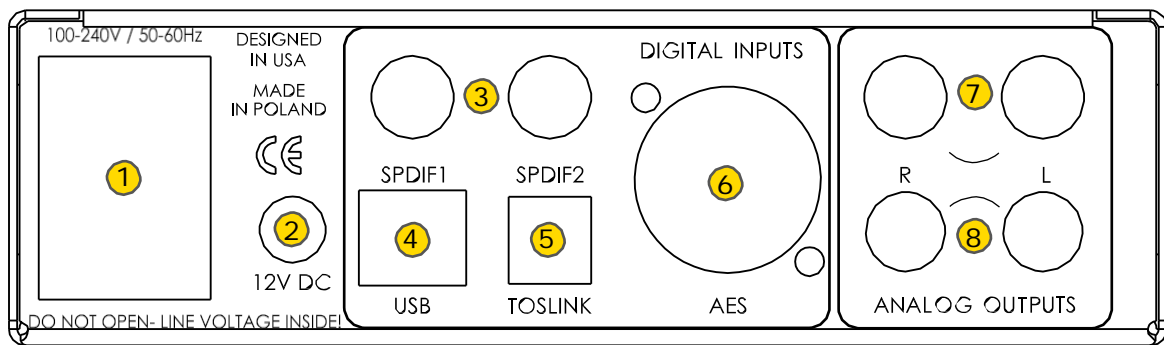 100-240V / 50-60Hz
DESIGNED
IN USA
MADE
IN POLAND
CE
1
2
12V DC
DO NOT OPEN- LINE VOLTAGE INSIDE!
DIGITAL INPUTS
3
SPDIF1
SPDIF2
4
5
6
USB
TOSLINK
AES
7
R
L
8
ANALOG OUTPUTS